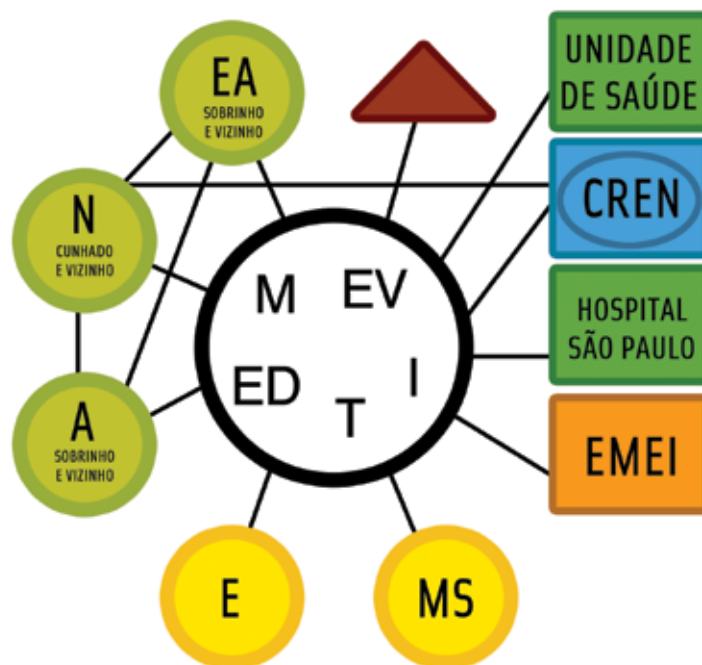 EA
SOBRINHO
E VIZINHO
UNIDADE
DE SAÚDE
N
CUNHADO
E VIZINHO
CREN
M
EV
HOSPITAL
SÃO PAULO
ED
T
I
A
SOBRINHO
E VIZINHO
EMEI
E
MS